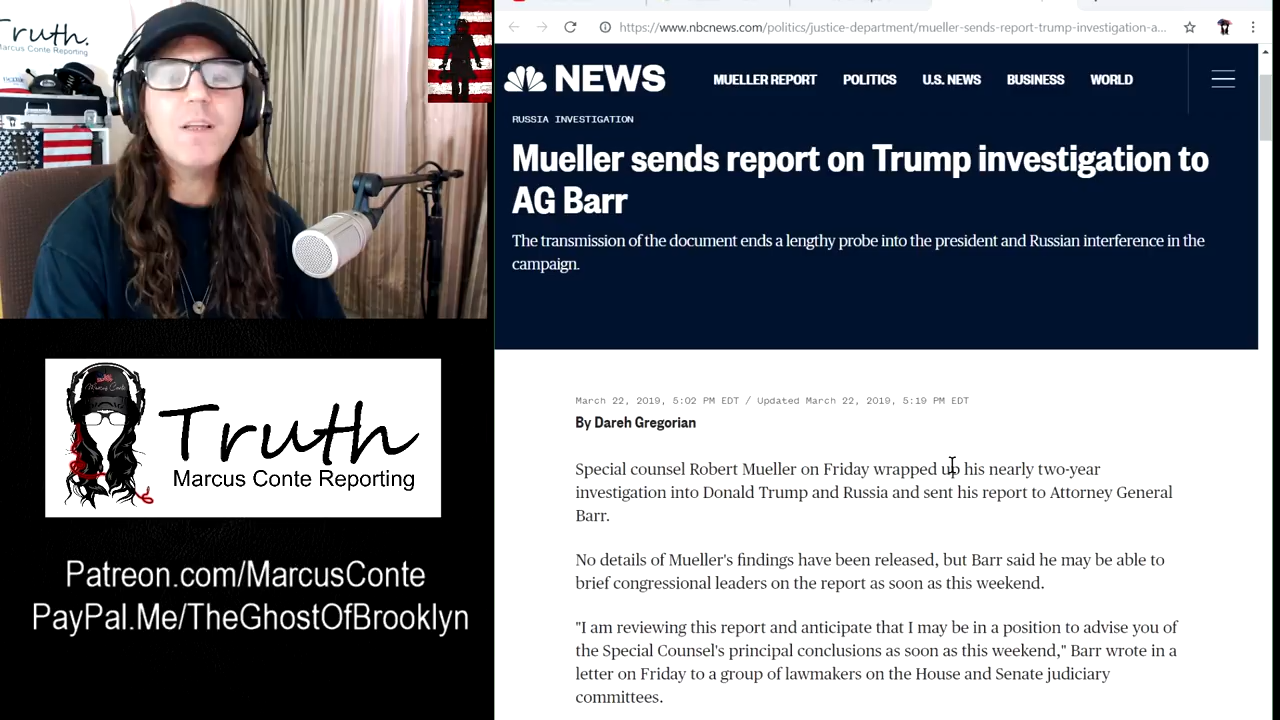 Truth.
Marcus Conte Reporting
https://www.nbcnews.com/politics/justice-department/mueller-sends-report-trump-investigation-a...
NEWS
MUELLER REPORT
POLITICS
U.S. NEWS
BUSINESS
WORLD
RUSSIA INVESTIGATION
Mueller sends report on Trump investigation to
AG Barr
The transmission of the document ends a lengthy probe into the president and Russian interference in the
campaign.
March 22, 2019, 5:02 PM EDT / Updated March 22, 2019, 5:19 PM EDT
By Dareh Gregorian
Special counsel Robert Mueller on Friday wrapped up his nearly two-year
investigation into Donald Trump and Russia and sent his report to Attorney General
Barr.
No details of Mueller's findings have been released, but Barr said he may be able to
brief congressional leaders on the report as soon as this weekend.
"I am reviewing this report and anticipate that I may be in a position to advise you of
the Special Counsel's principal conclusions as soon as this weekend," Barr wrote in a
letter on Friday to a group of lawmakers on the House and Senate judiciary
committees.
Marcus Conte
Truth
Marcus Conte Reporting
Patreon.com/MarcusConte
PayPal.Me/TheGhostOfBrooklyn